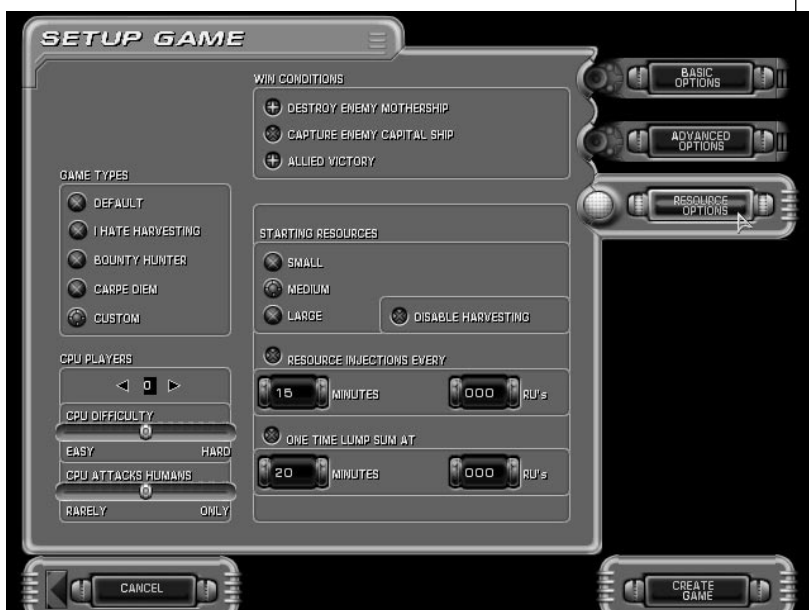 SETUP GAME
BASIC
OPTIONS
ADVANCED
OPTIONS
RESOURCE
OPTIONS
WIN CONDITIONS
DESTROY ENEMY MOTHERSHIP
CAPTURE ENEMY CAPITAL SHIP
ALLIED VICTORY
GAME TYPES
DEFAULT
I HATE HARVESTING
BOUNTY HUNTER
CARPE DIEM
CUSTOM
STARTING RESOURCES
SMALL
MEDIUM
LARGE
DISABLE HARVESTING
CPU PLAYERS
0
CPU DIFFICULTY
EASY HARD
CPU ATTACKS HUMANS
RARELY ONLY
RESOURCE INJECTIONS EVERY
15 MINUTES 000 RU's
ONE TIME LUMP SUM AT
20 MINUTES 000 RU's
CANCEL
CREATE
GAME